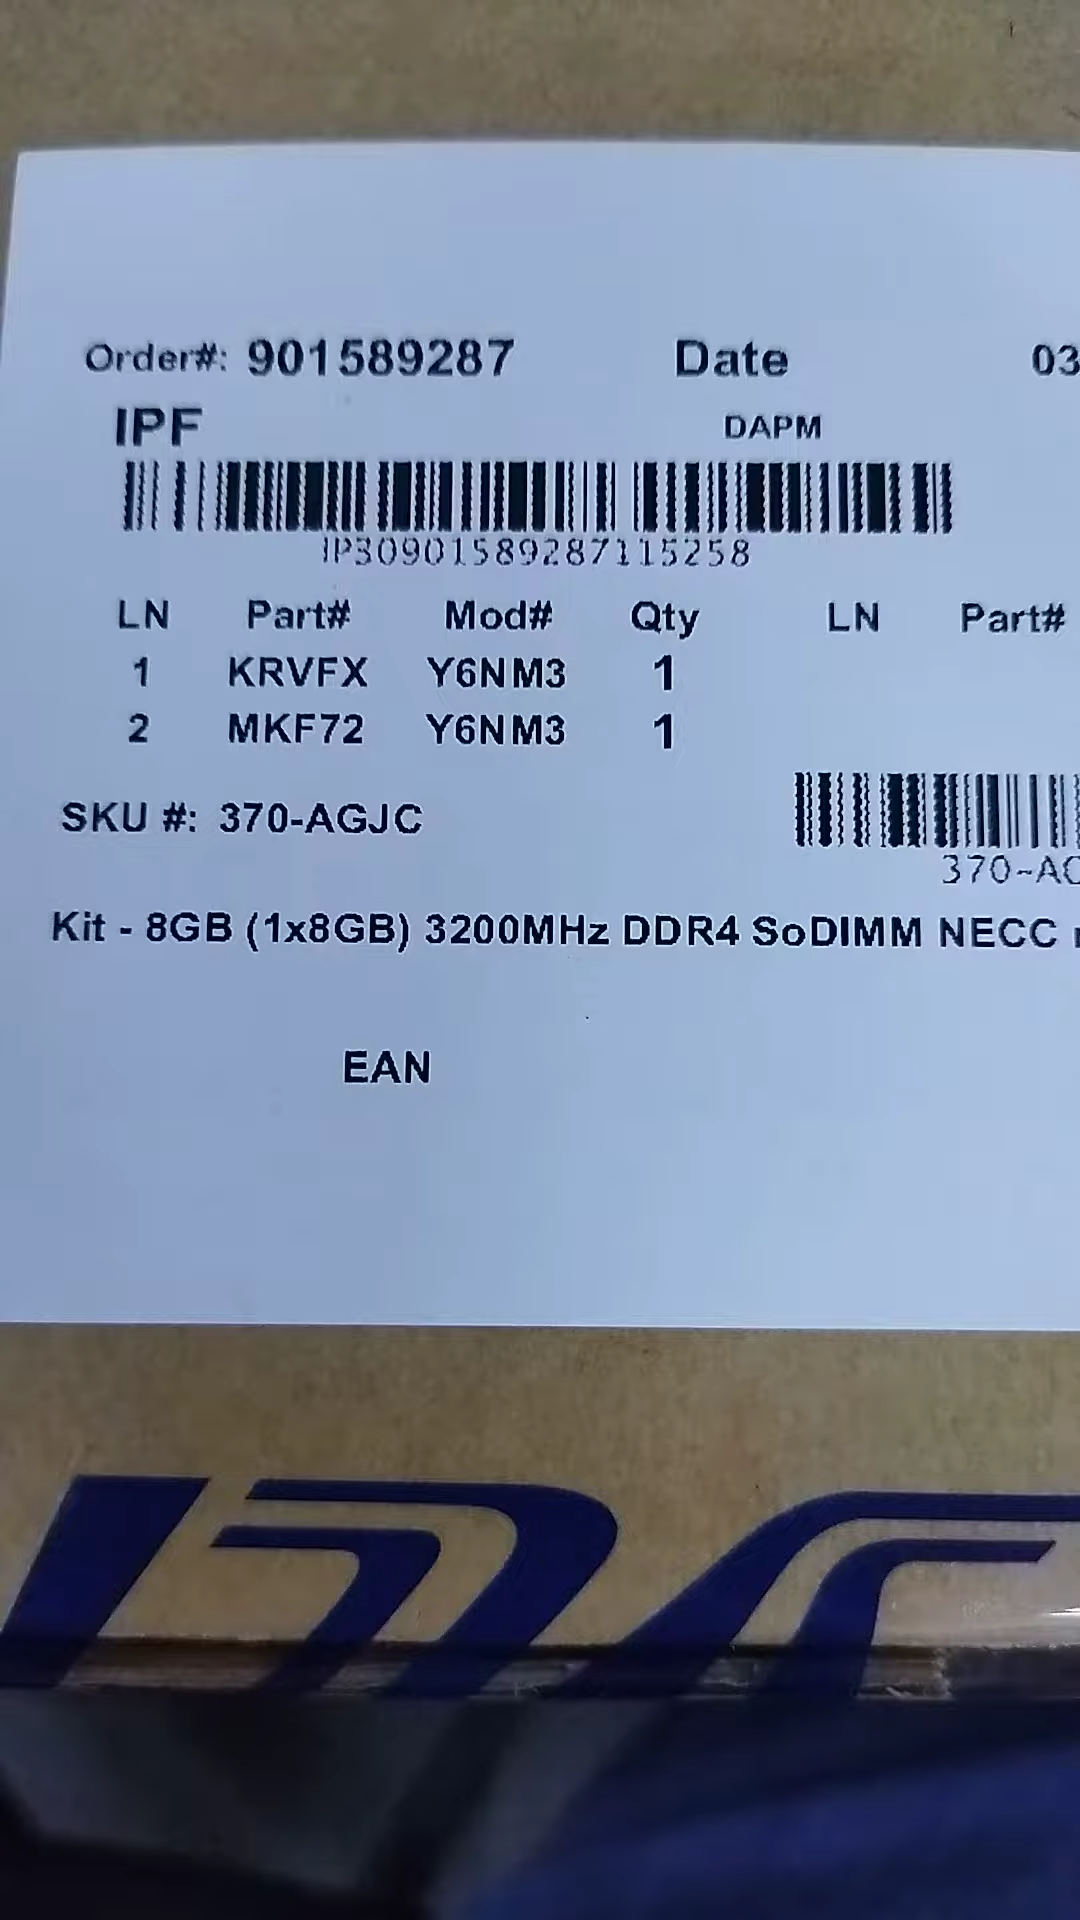 Order#: 901589287 Date 03
IPF DAPM
IP30901589287115258
LN Part# Mod# Qty LN Part#
1 KRVFX Y6NM3 1
2 MKF72 Y6NM3 1
SKU #: 370-AGJC
370-A
Kit - 8GB (1x8GB) 3200MHz DDR4 SoDIMM NECC
EAN